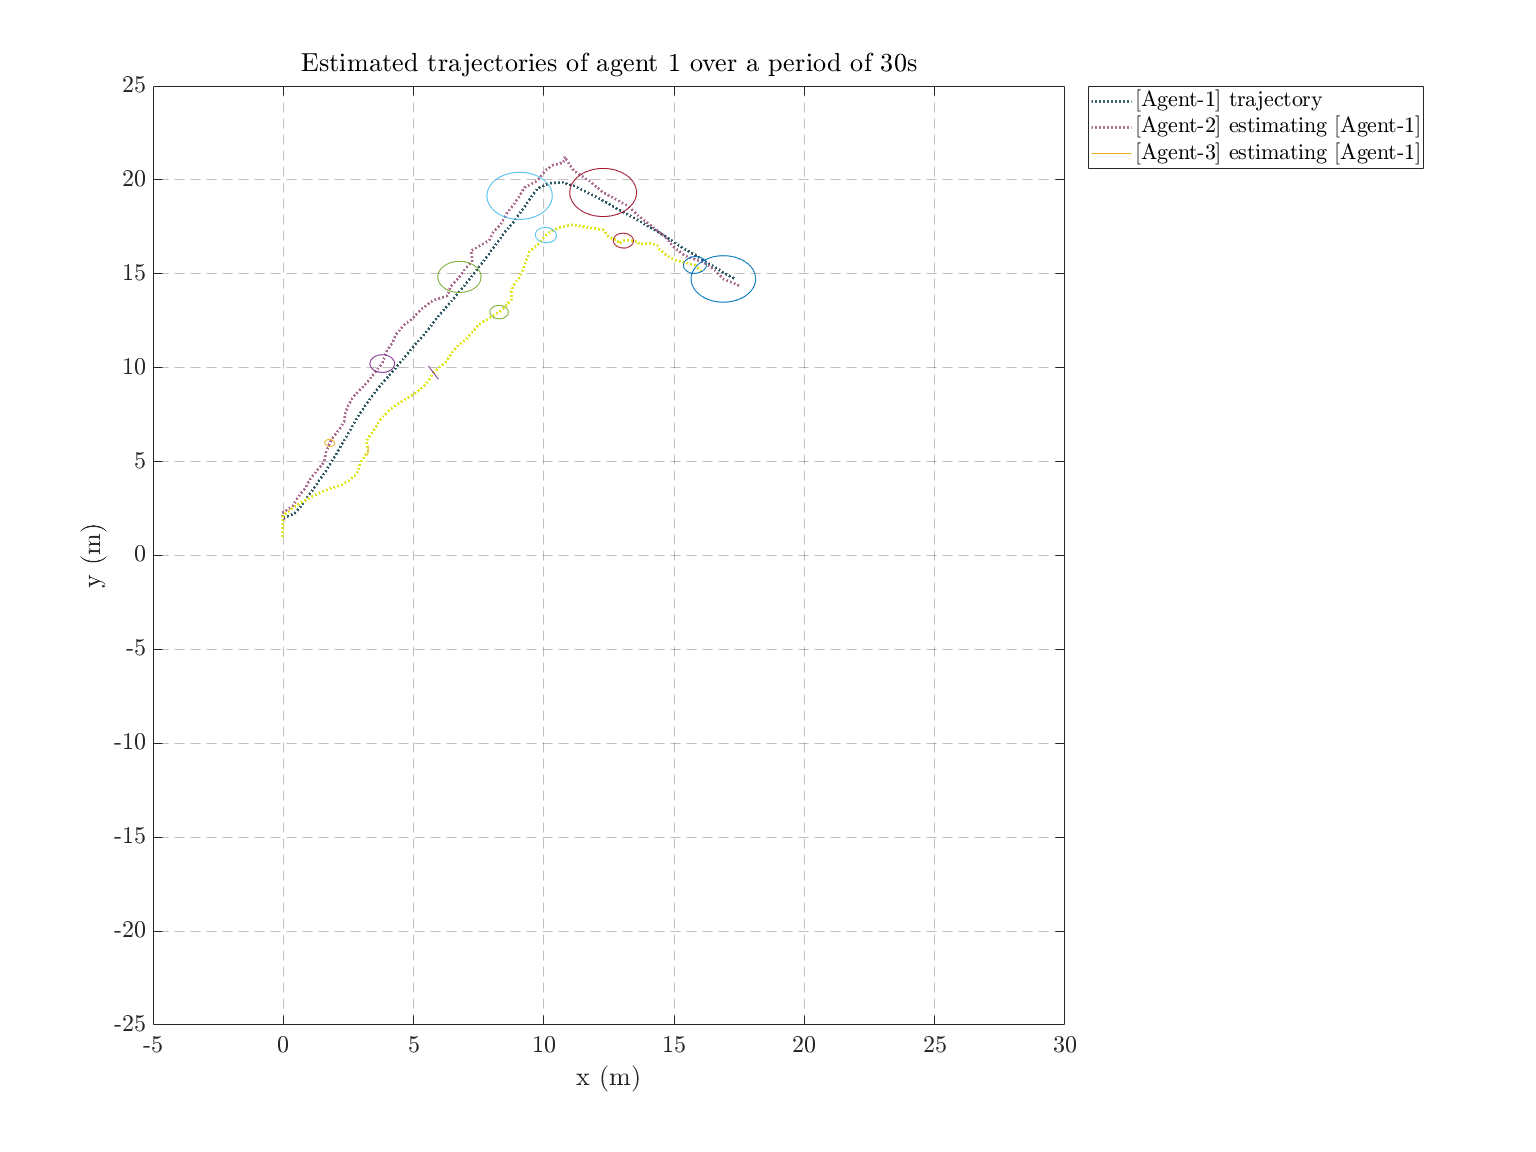 Estimated trajectories of agent 1 over a period of 30s
25
20
15
10
5
0
-5
-10
-15
-20
-25
y (m)
-5 0 5 10 15 20 25 30
x (m)
[Agent-1] trajectory
[Agent-2] estimating [Agent-1]
[Agent-3] estimating [Agent-1]